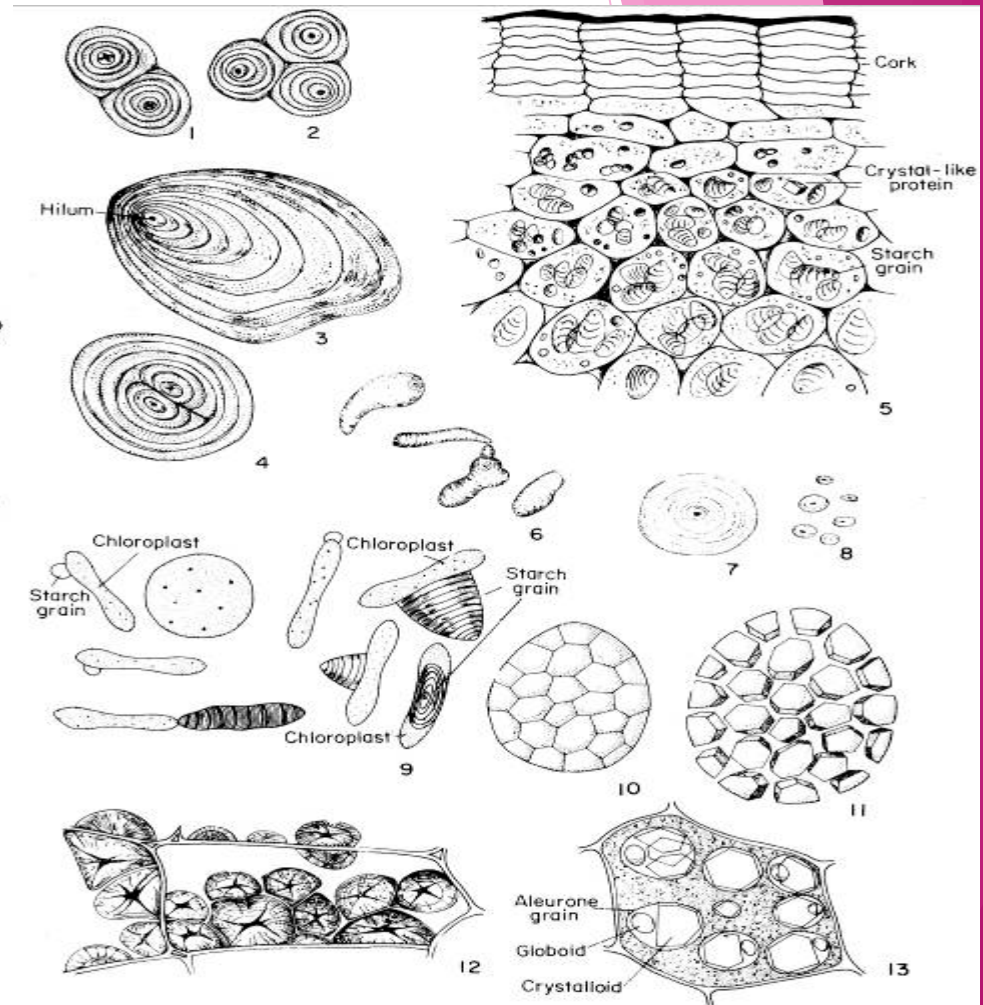 1
2
Cork
Crystal-like
protein
Hilum
Starch
grain
3
5
4
6
7
8
Chloroplast
Starch
grain
Chloroplast
Starch
grain
Chloroplast
9
10
11
12
Aleurone
grain
Globoid
Crystalloid
13